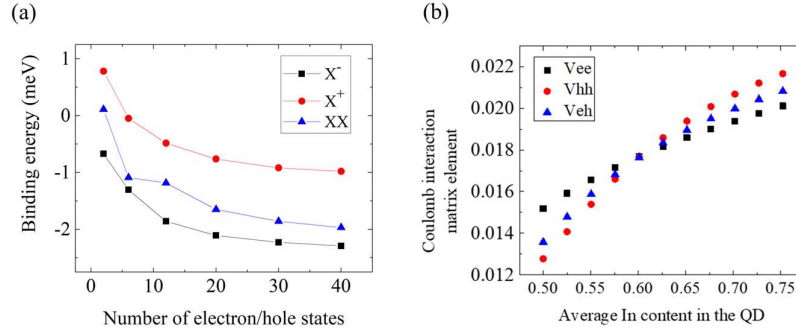 (a)
Binding energy (meV)
1
0
-1
-2
0
10
20
30
40
Number of electron/hole states
X⁻
X⁺
XX
(b)
Coulomb interaction
matrix element
0.022
0.020
0.018
0.016
0.014
0.012
0.50
0.55
0.60
0.65
0.70
0.75
Average In content in the QD
Vee
Vhh
Veh